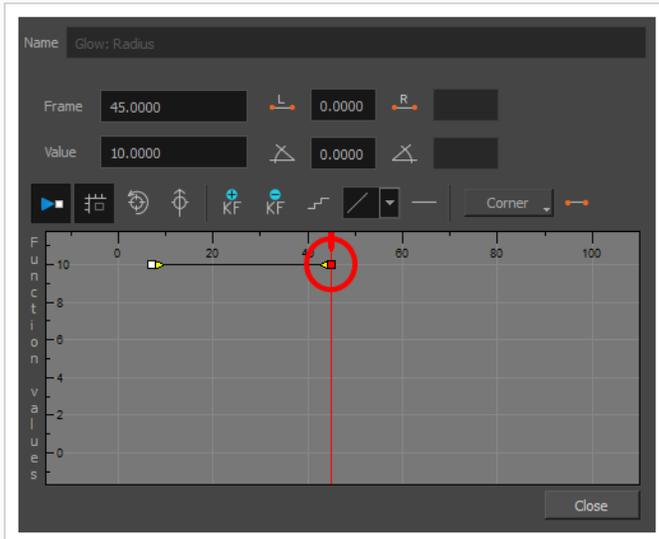 Name Glow: Radius
Frame 45.0000 L 0.0000 R
Value 10.0000 0.0000
KF KF Corner
Function values
0 20 40 60 80 100
10
8
6
4
2
0
Close